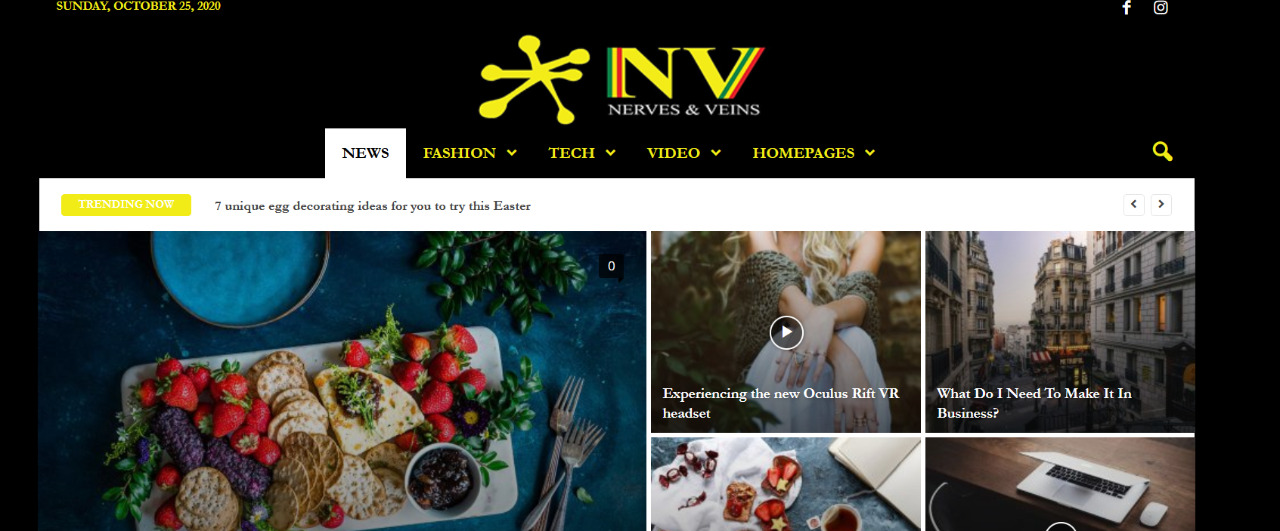 SUNDAY, OCTOBER 25, 2020
NV
NERVES & VEINS
NEWS FASHION TECH VIDEO HOMEPAGES
TRENDING NOW 7 unique egg decorating ideas for you to try this Easter
0
Experiencing the new Oculus Rift VR
headset
What Do I Need To Make It In
Business?